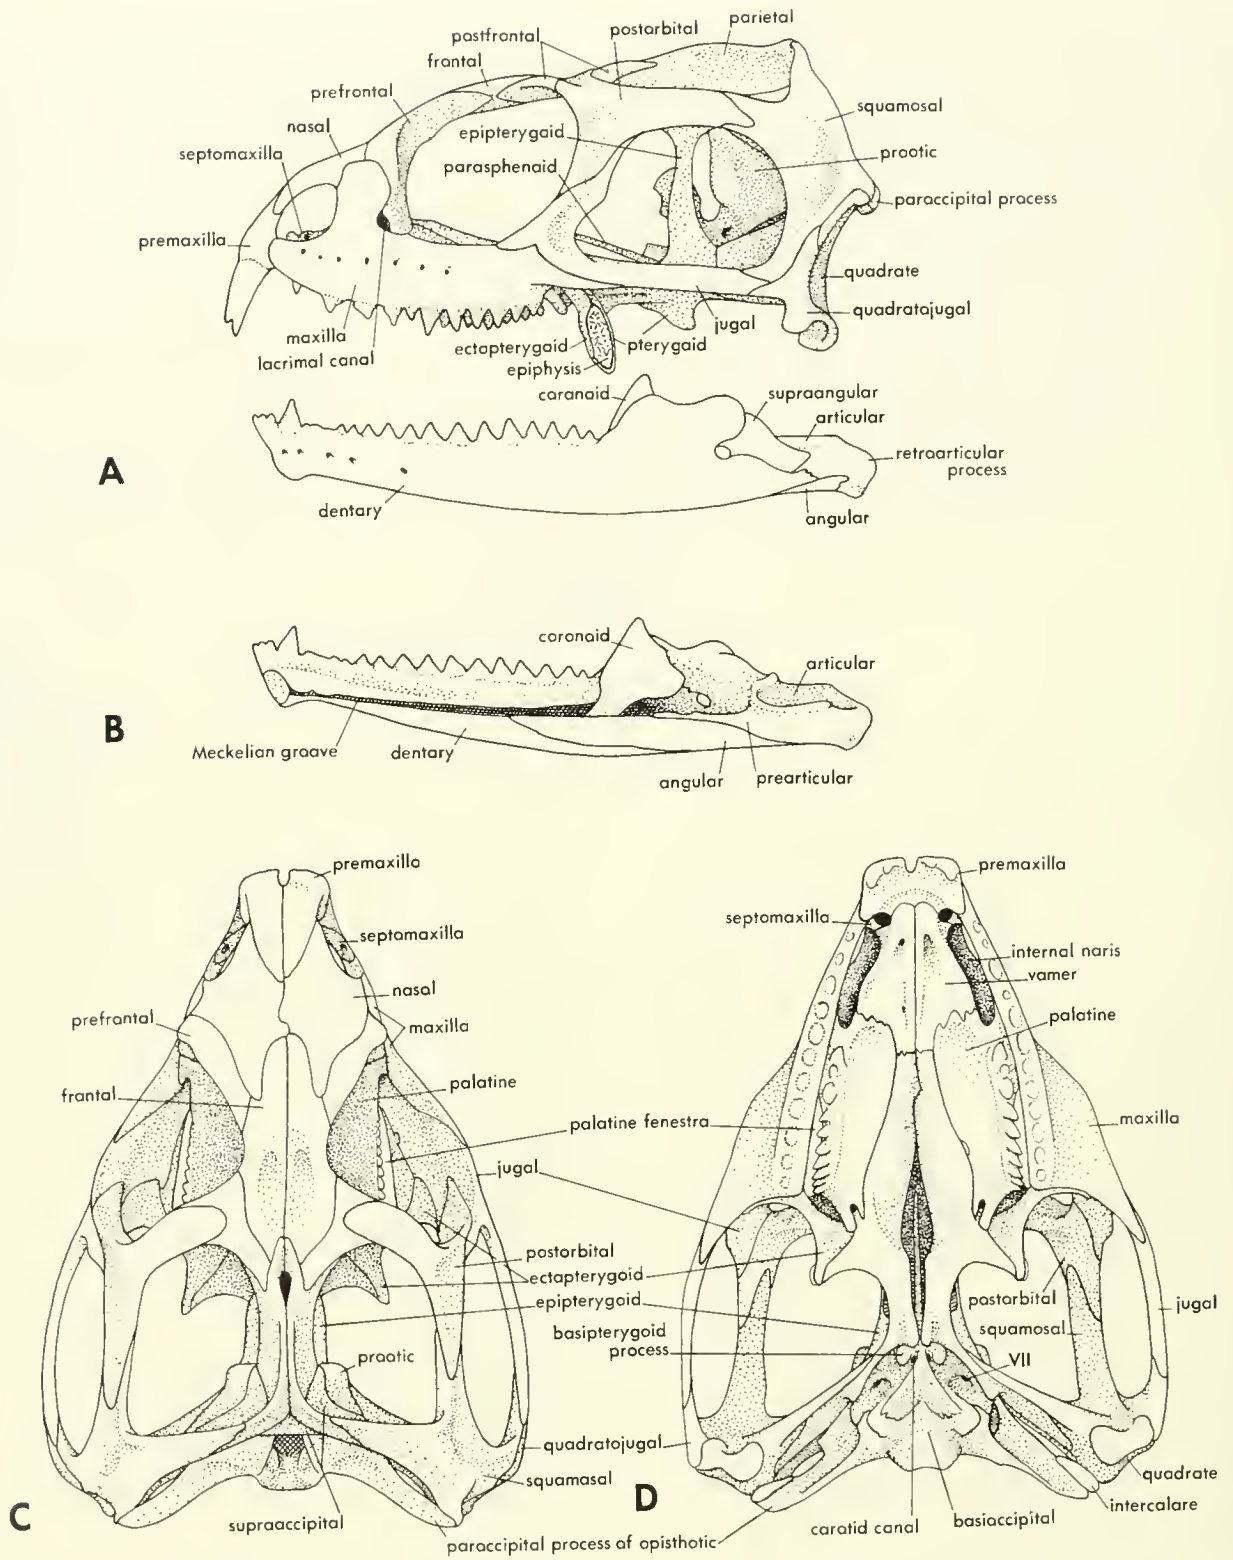 parietal
postorbital
postfrontal
frontal
prefrontal
nasal
squamosal
epipterygoid
septomaxilla
prootic
parasphenoid
paroccipital process
premaxilla
quadrate
quadratojugal
jugal
maxilla
ectopterygoid
pterygoid
lacrimal canal
epiphysis
coronoid
supraangular
articular
retroarticular
process
A
dentary
angular
coronoid
articular
B
Meckelian groove
dentary
angular
prearticular
premaxilla
septomaxilla
nasal
prefrontal
maxilla
palatine
frontal
palatine fenestra
jugal
postorbital
ectopterygoid
epipterygoid
basipterygoid
process
prootic
quadratojugal
squamosal
C
supraoccipital
paroccipital process of opisthotic
premaxilla
septomaxilla
internal naris
vomer
palatine
maxilla
postorbital
jugal
squamosal
VII
quadrate
D
intercalare
carotid canal
basioccipital